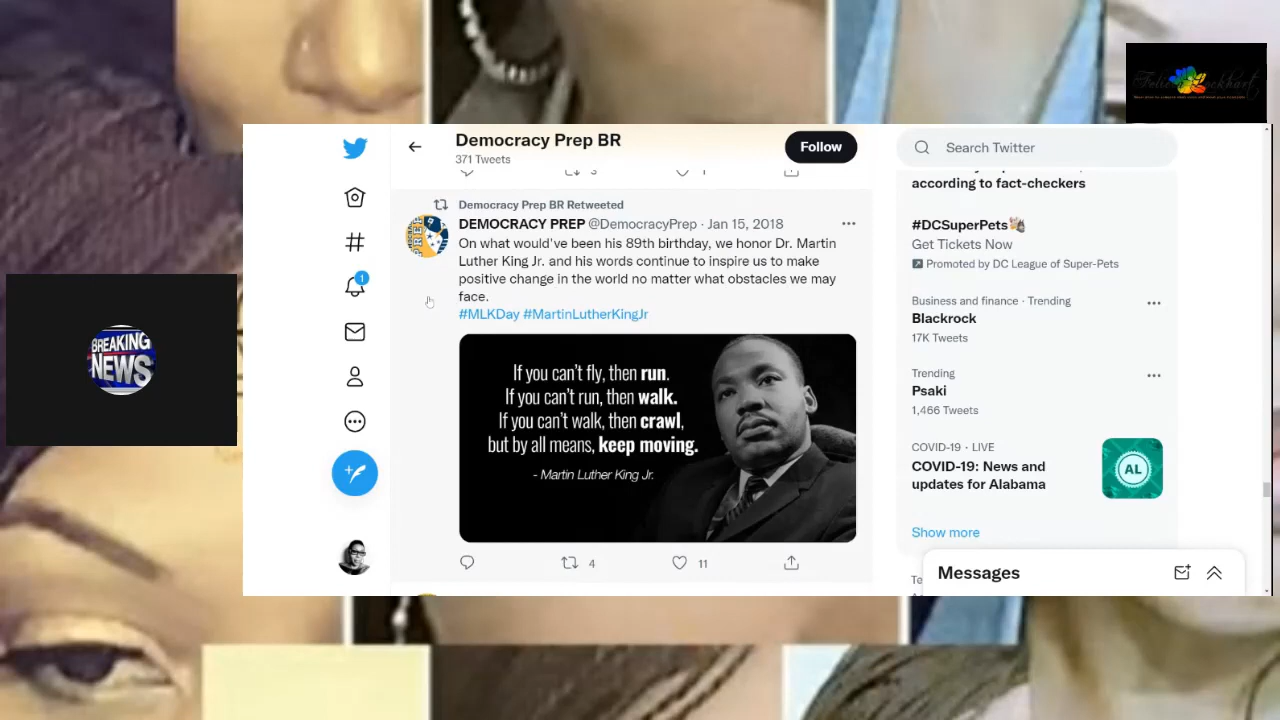 Democracy Prep BR
371 Tweets
Follow
Search Twitter
3
1
according to fact-checkers
Democracy Prep BR Retweeted
DEMOCRACY PREP @DemocracyPrep · Jan 15, 2018
On what would've been his 89th birthday, we honor Dr. Martin
Luther King Jr. and his words continue to inspire us to make
positive change in the world no matter what obstacles we may
face.
#MLKDay #MartinLutherKingJr
If you can't fly, then run.
If you can't run, then walk.
If you can't walk, then crawl,
but by all means, keep moving.
- Martin Luther King Jr.
4
11
1
#DCSuperPets
Get Tickets Now
Promoted by DC League of Super-Pets
Business and finance · Trending
Blackrock
17K Tweets
Trending
Psaki
1,466 Tweets
COVID-19 · LIVE
COVID-19: News and
updates for Alabama
AL
Show more
Messages
BREAKING
NEWS